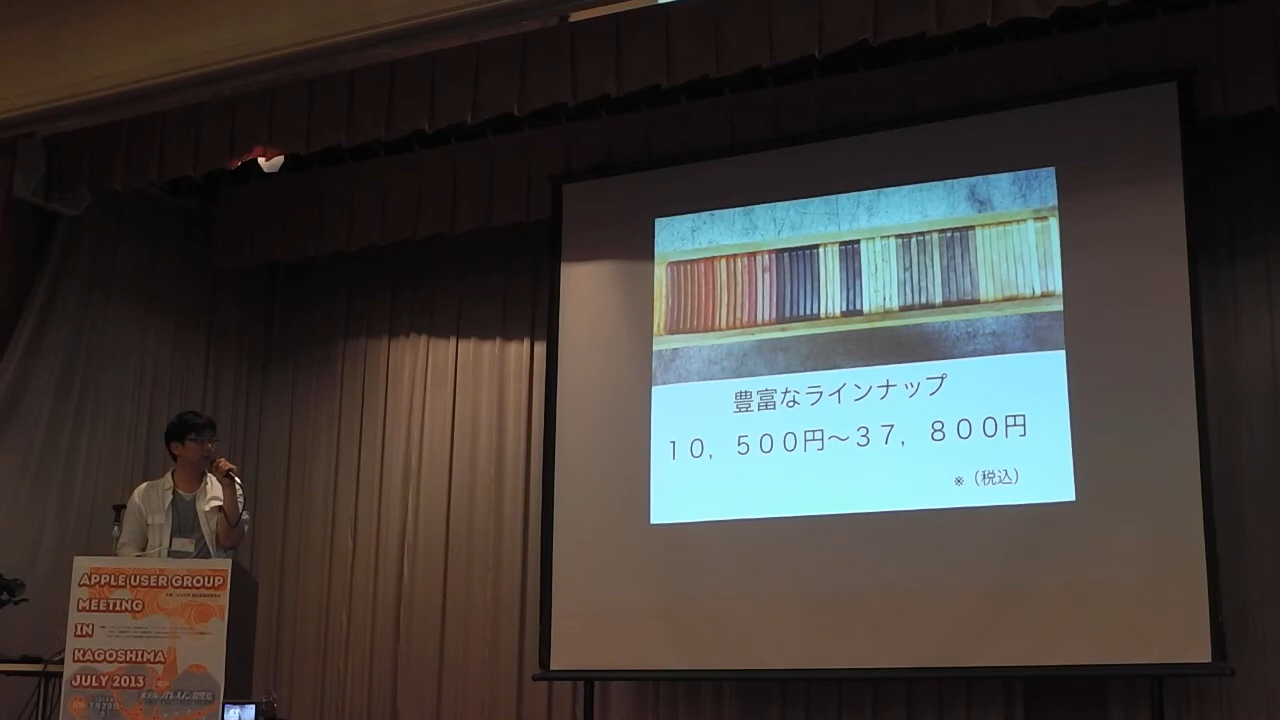 豊富なラインナップ
１０，５００円～３７，８００円
※（税込）
APPLE USER GROUP
MEETING
IN
KAGOSHIMA
JULY 2013